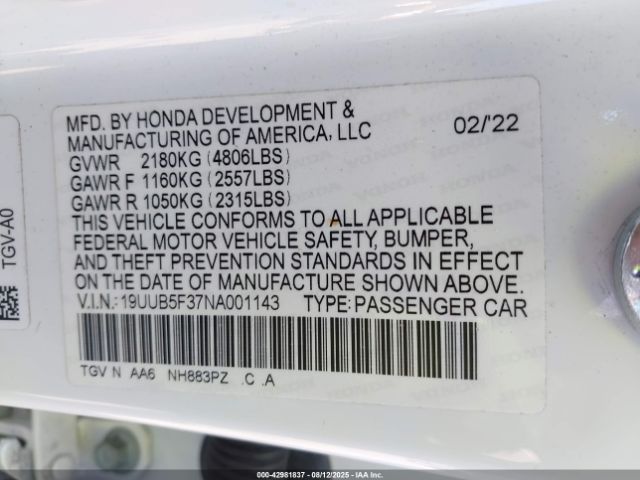 MFD. BY HONDA DEVELOPMENT &
MANUFACTURING OF AMERICA, LLC 02/'22
GVWR 2180KG (4806LBS)
GAWR F 1160KG (2557LBS)
GAWR R 1050KG (2315LBS)
THIS VEHICLE CONFORMS TO ALL APPLICABLE
FEDERAL MOTOR VEHICLE SAFETY, BUMPER,
AND THEFT PREVENTION STANDARDS IN EFFECT
ON THE DATE OF MANUFACTURE SHOWN ABOVE.
V.I.N.: 19UUB5F37NA001143 TYPE: PASSENGER CAR
TGV N AA6 NH883PZ .C .A
TGV-A0
000-42981837 - 08/12/2025 - IAAI.COM